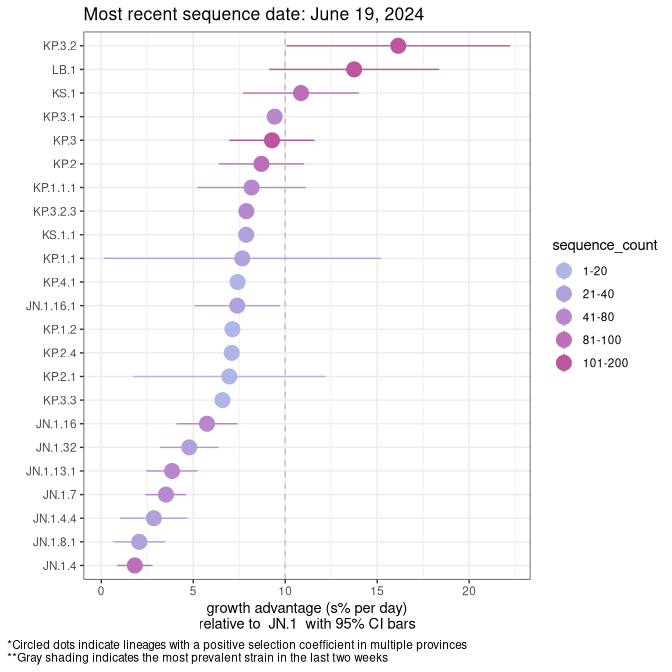 Most recent sequence date: June 19, 2024
KP.3.2
LB.1
KS.1
KP.3.1
KP.3
KP.2
KP.1.1.1
KP.3.2.3
KS.1.1
KP.1.1
KP.4.1
JN.1.16.1
KP.1.2
KP.2.4
KP.2.1
KP.3.3
JN.1.16
JN.1.32
JN.1.13.1
JN.1.7
JN.1.4.4
JN.1.8.1
JN.1.4
0 5 10 15 20
growth advantage (s% per day)
relative to JN.1 with 95% CI bars
sequence_count
1-20
21-40
41-80
81-100
101-200
*Circled dots indicate lineages with a positive selection coefficient in multiple provinces
**Gray shading indicates the most prevalent strain in the last two weeks